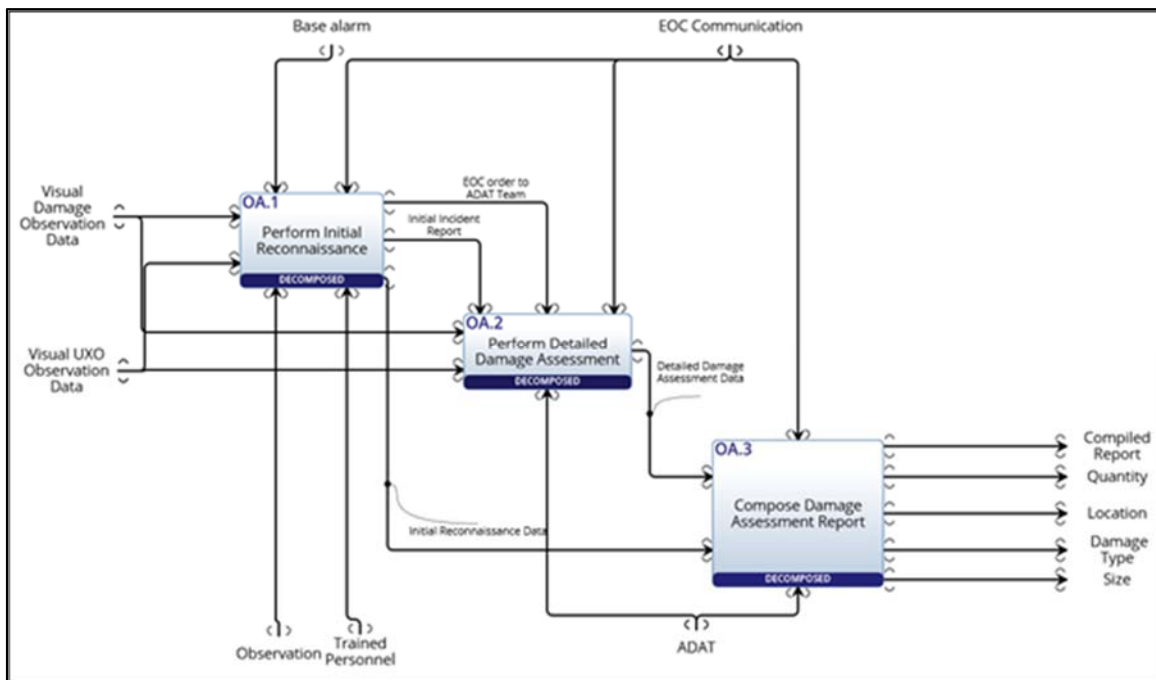 Base alarm
EOC Communication
Visual
Damage
Observation
Data
OA.1
Perform Initial
Reconnaissance
DECOMPOSED
EOC order to
ADAT Team
Initial Incident
Report
Visual UXO
Observation
Data
OA.2
Perform Detailed
Damage Assessment
DECOMPOSED
Detailed Damage
Assessment Data
OA.3
Compose Damage
Assessment Report
DECOMPOSED
Compiled
Report
Quantity
Location
Damage
Type
Size
Initial Reconnaissance Data
Observation
Trained
Personnel
ADAT